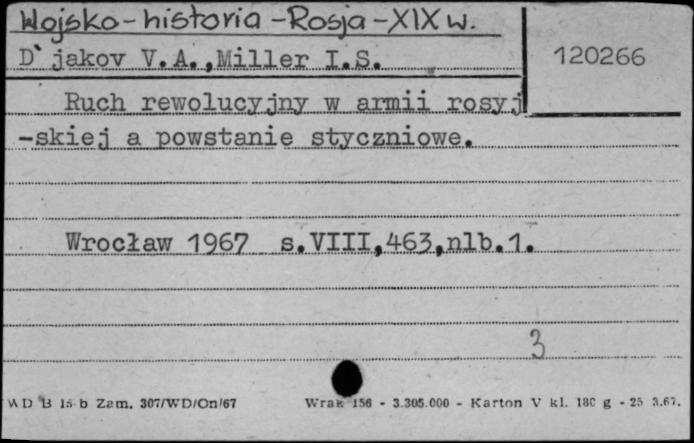 Wojsko - historia - Rosja - XIX w.
D`jakov V.A.,Miller I.S.
120266
Ruch rewolucyjny w armii rosyj
-skiej a powstanie styczniowe.
Wrocław 1967 s.VIII,463,nlb.1.
3
WD B 15 b Zam. 307/WD/On/67
Wrak 156 - 3.305.000 - Karton V kl. 180 g - 25 3.67.